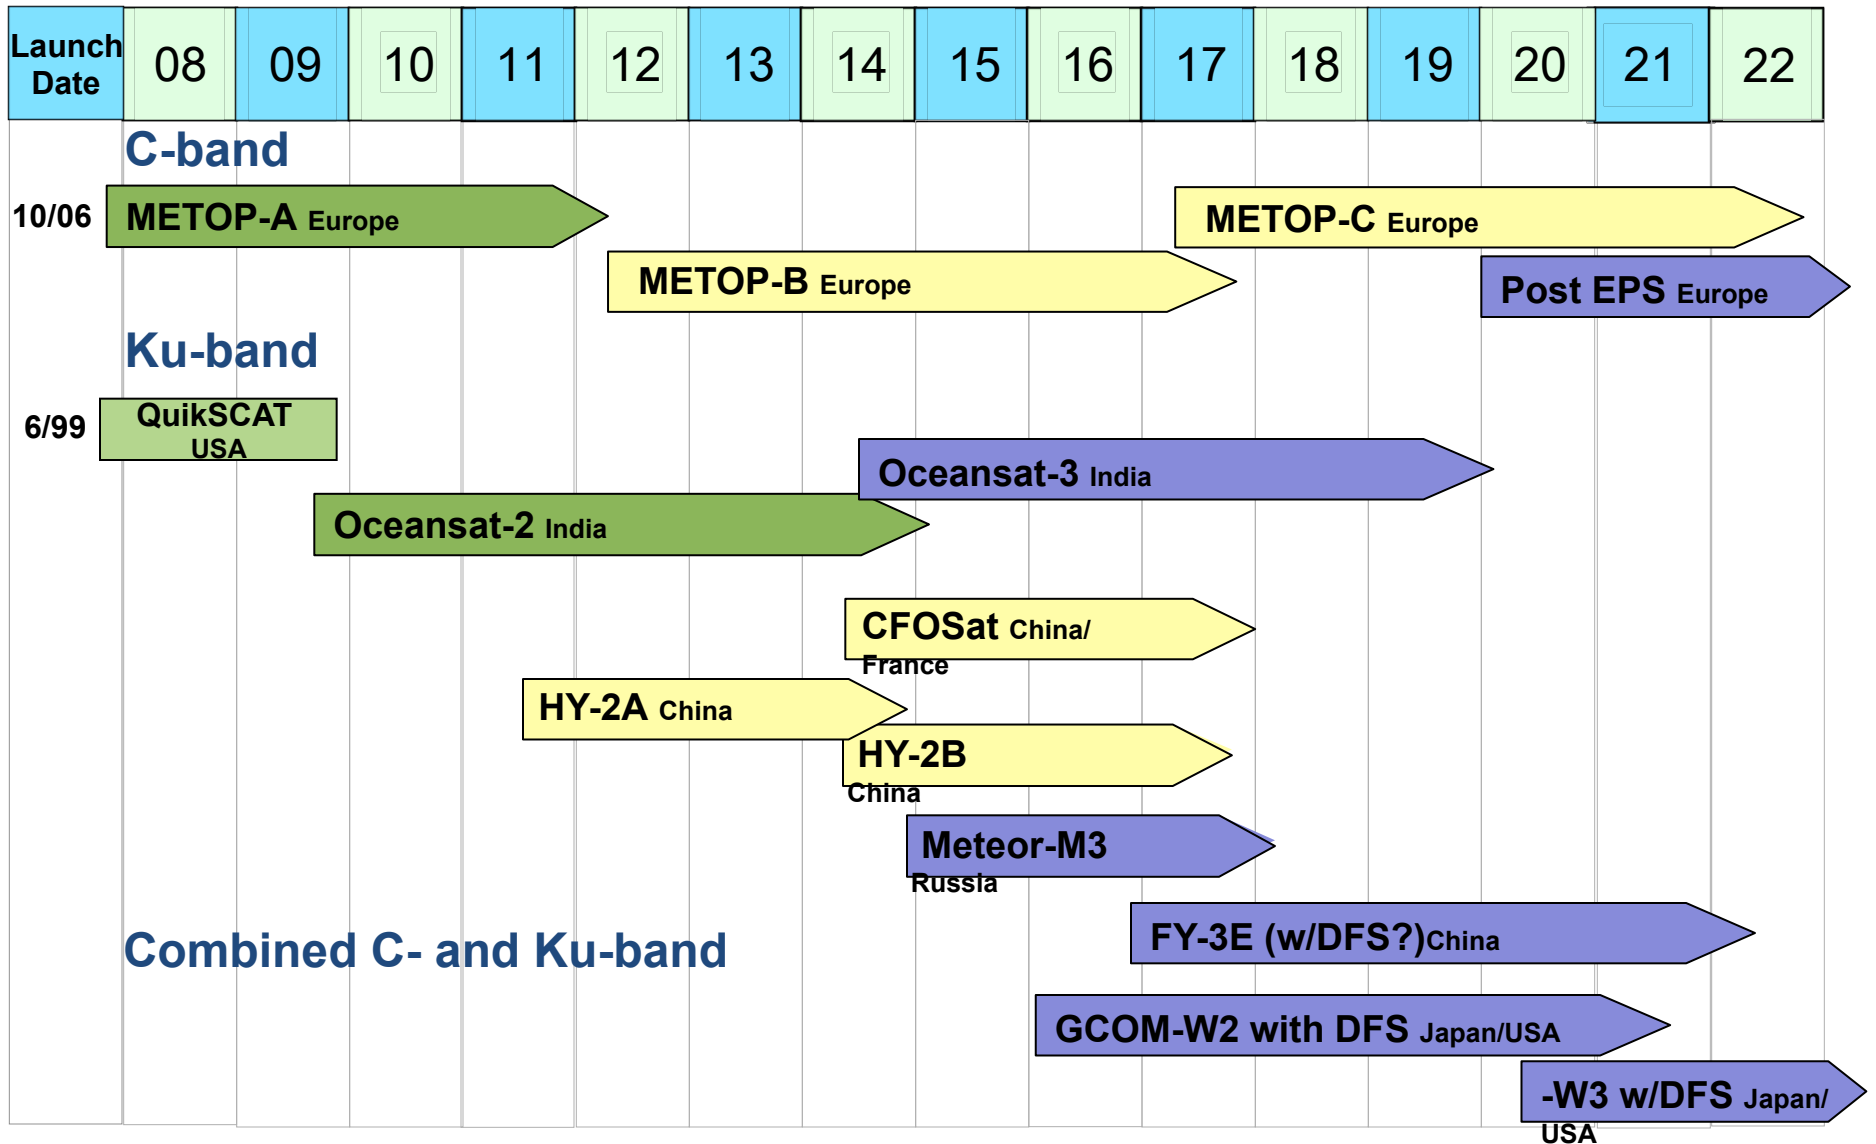 Launch
Date
08 09 10 11 12 13 14 15 16 17 18 19 20 21 22
C-band
10/06
METOP-A Europe
METOP-C Europe
METOP-B Europe
Post EPS Europe
Ku-band
6/99
QuikSCAT
USA
Oceansat-3 India
Oceansat-2 India
CFOSat China/
France
HY-2A China
HY-2B
China
Meteor-M3
Russia
FY-3E (w/DFS?)China
Combined C- and Ku-band
GCOM-W2 with DFS Japan/USA
-W3 w/DFS Japan/
USA